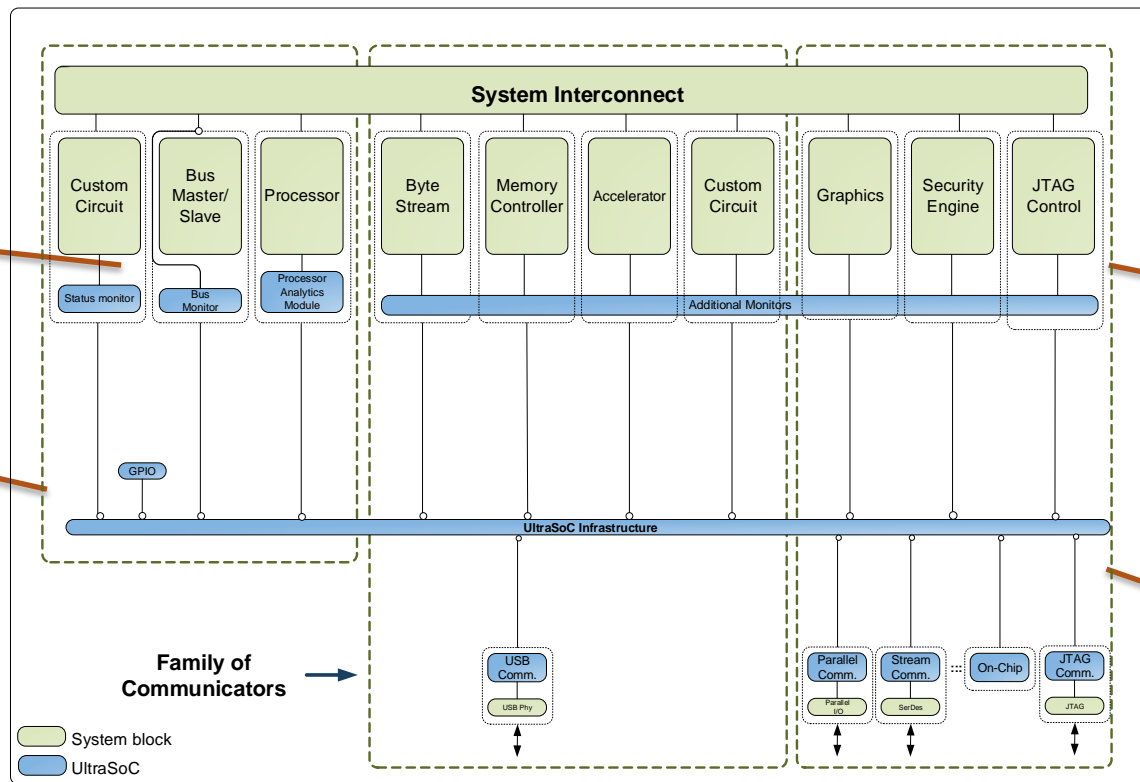 System Interconnect
Custom
Circuit
Bus
Master/
Slave
Processor
Byte
Stream
Memory
Controller
Accelerator
Custom
Circuit
Graphics
Security
Engine
JTAG
Control
Status monitor
Bus
Monitor
Processor
Analytics
Module
Additional Monitors
GPIO
UltraSoC Infrastructure
Family of
Communicators
USB
Comm.
USB Phy
Parallel
Comm.
Parallel
I/O
Stream
Comm.
SerDes
:::
On-Chip
JTAG
Comm.
JTAG
System block
UltraSoC